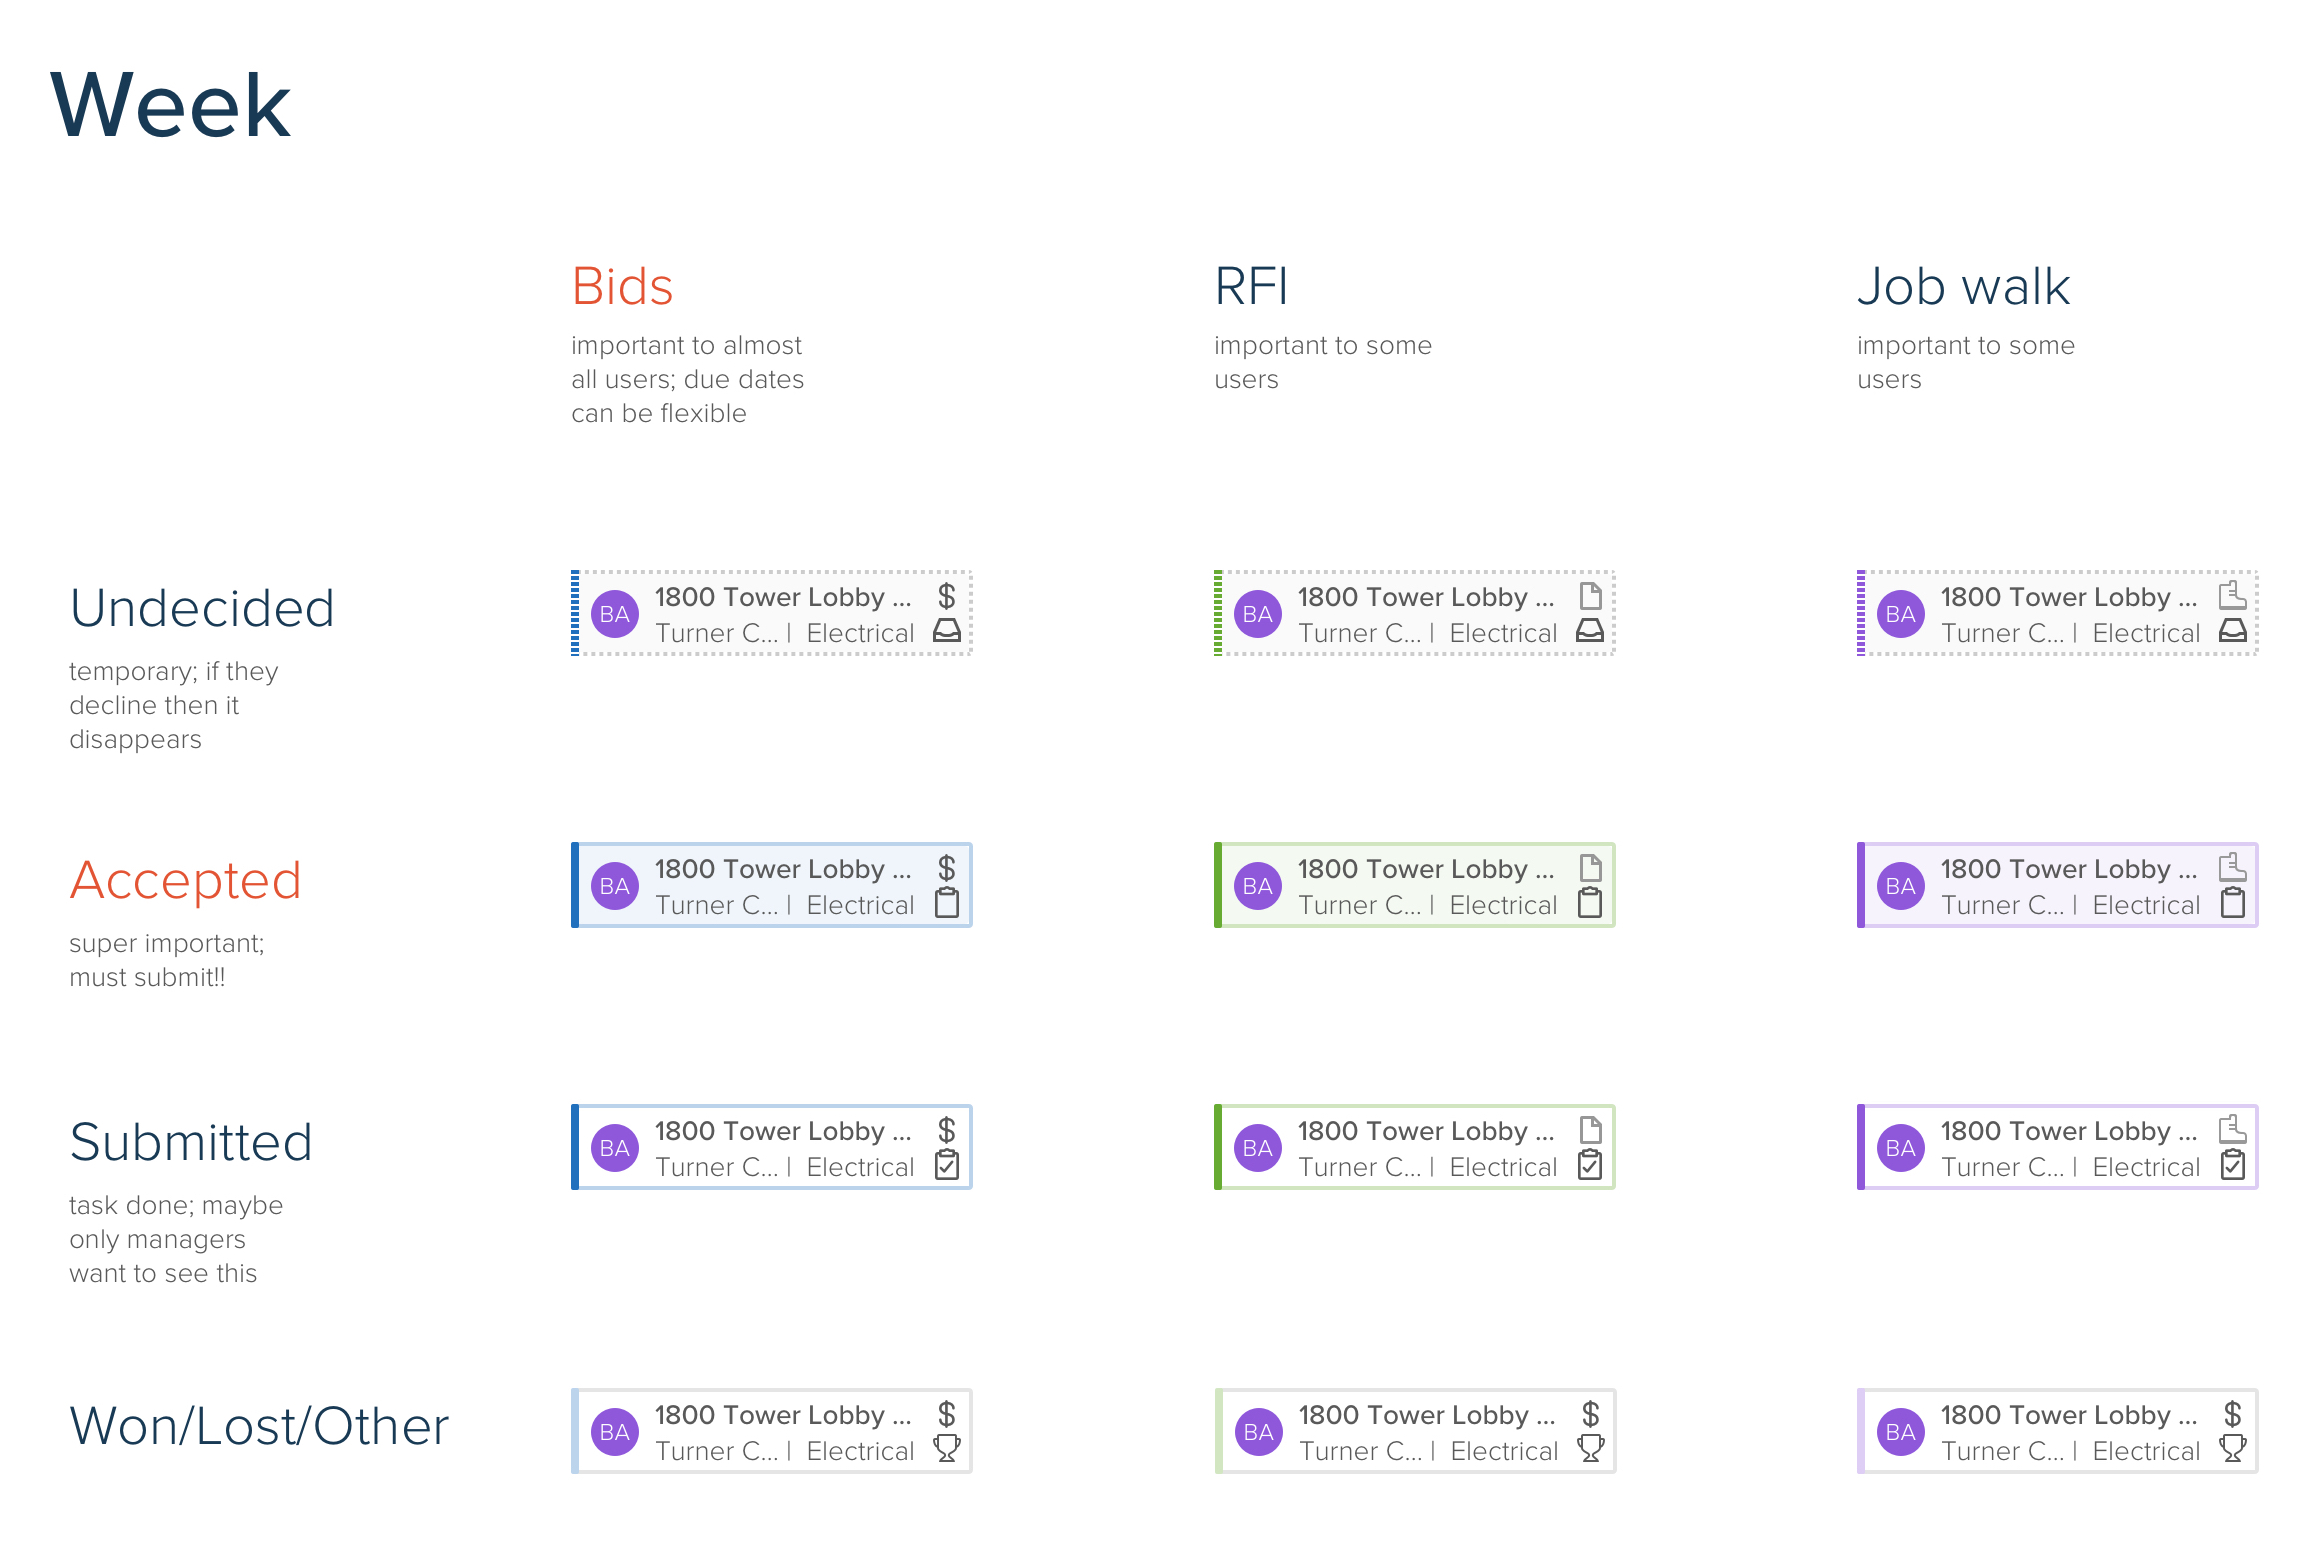 Week
Bids
RFI
Job walk
important to almost
all users; due dates
can be flexible
important to some
users
important to some
users
Undecided
temporary; if they
decline then it
disappears
BA
1800 Tower Lobby ...
Turner C... | Electrical
BA
1800 Tower Lobby ...
Turner C... | Electrical
BA
1800 Tower Lobby ...
Turner C... | Electrical
Accepted
super important;
must submit!!
BA
1800 Tower Lobby ...
Turner C... | Electrical
BA
1800 Tower Lobby ...
Turner C... | Electrical
BA
1800 Tower Lobby ...
Turner C... | Electrical
Submitted
task done; maybe
only managers
want to see this
BA
1800 Tower Lobby ...
Turner C... | Electrical
BA
1800 Tower Lobby ...
Turner C... | Electrical
BA
1800 Tower Lobby ...
Turner C... | Electrical
Won/Lost/Other
BA
1800 Tower Lobby ...
Turner C... | Electrical
BA
1800 Tower Lobby ...
Turner C... | Electrical
BA
1800 Tower Lobby ...
Turner C... | Electrical